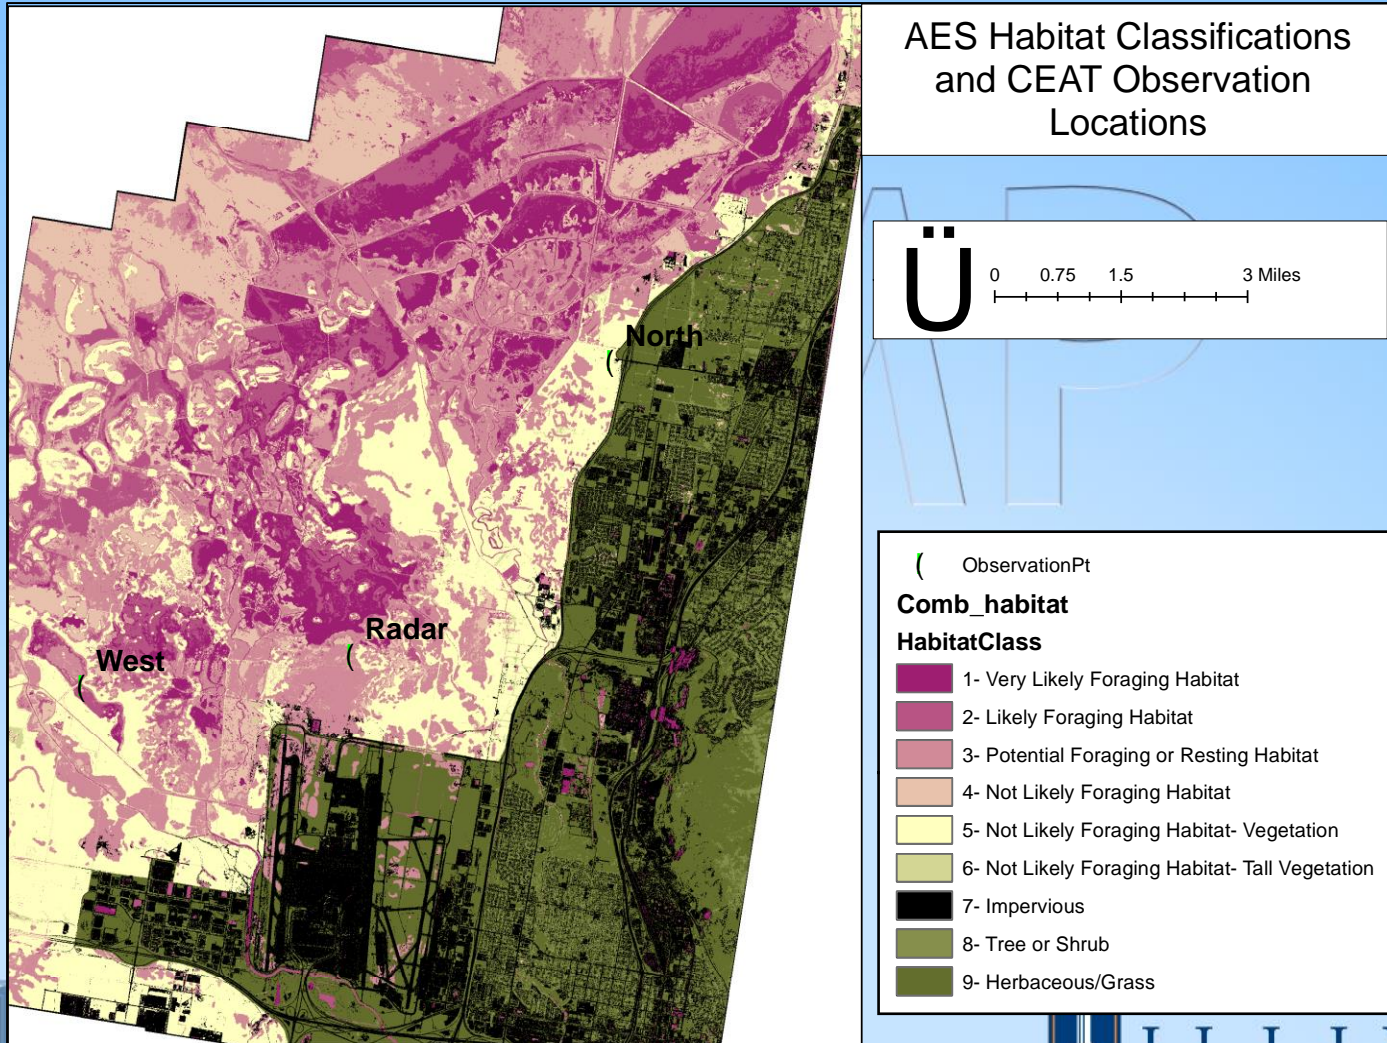 AES Habitat Classifications
and CEAT Observation
Locations
AP
Ü
0 0.75 1.5 3 Miles
North
Radar
West
ObservationPt
Comb_habitat
HabitatClass
1- Very Likely Foraging Habitat
2- Likely Foraging Habitat
3- Potential Foraging or Resting Habitat
4- Not Likely Foraging Habitat
5- Not Likely Foraging Habitat- Vegetation
6- Not Likely Foraging Habitat- Tall Vegetation
7- Impervious
8- Tree or Shrub
9- Herbaceous/Grass